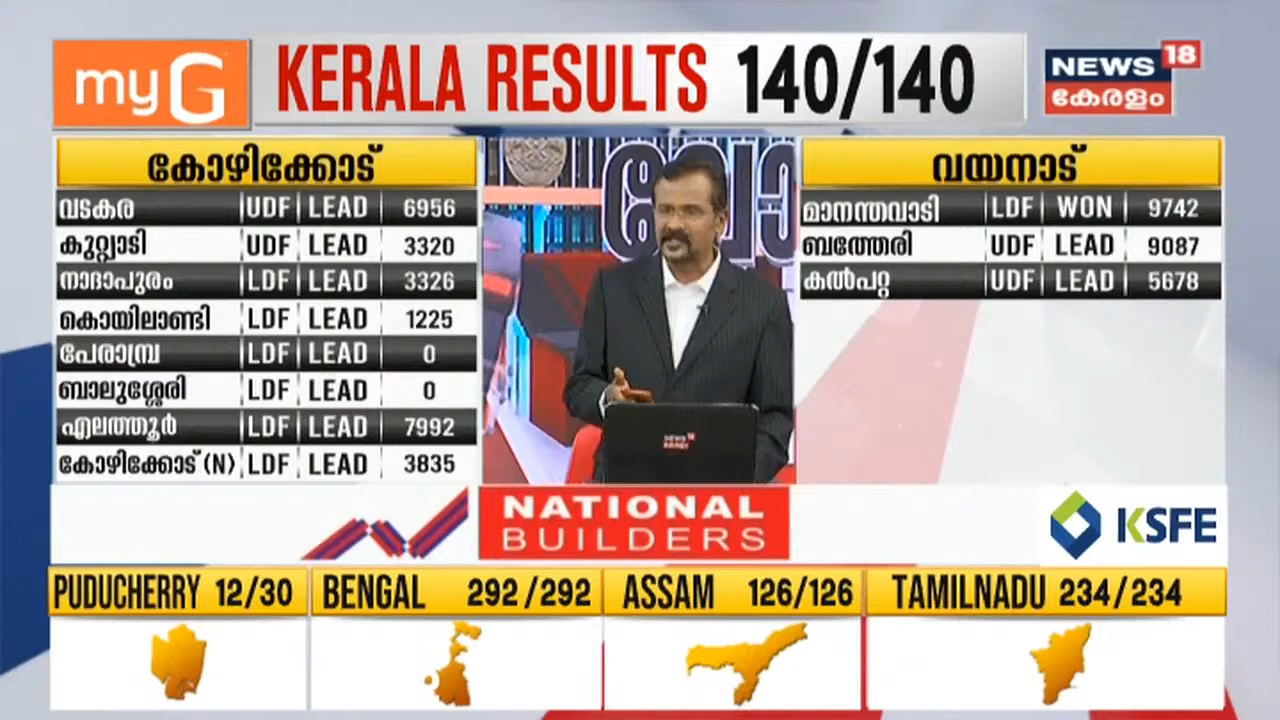 myG KERALA RESULTS 140/140 NEWS 18 കേരളം
കോഴിക്കോട്
വടകര UDF LEAD 6956
കുറ്റ്യാടി UDF LEAD 3320
നാദാപുരം LDF LEAD 3326
കൊയിലാണ്ടി LDF LEAD 1225
പേരാമ്പ്ര LDF LEAD 0
ബാലുശ്ശേരി LDF LEAD 0
എലത്തൂർ LDF LEAD 7992
കോഴിക്കോട് (N) LDF LEAD 3835
വയനാട്
മാനന്തവാടി LDF WON 9742
ബത്തേരി UDF LEAD 9087
കൽപറ്റ UDF LEAD 5678
NEWS 18
NATIONAL
BUILDERS
KSFE
PUDUCHERRY 12/30 BENGAL 292/292 ASSAM 126/126 TAMILNADU 234/234